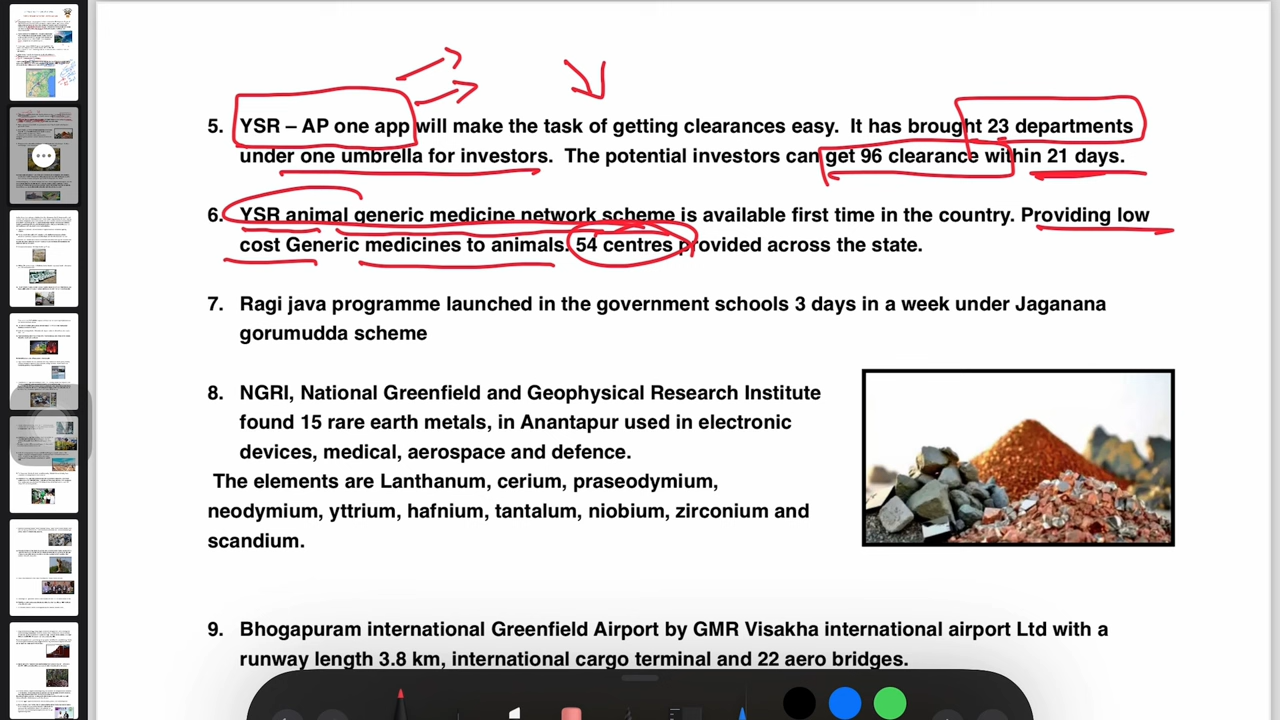 5. YSR – AP one app will make the task of getting clearances easy. It has brought 23 departments
under one umbrella for investors. The potential investors can get 96 clearance within 21 days.
6. YSR animal generic medicine network scheme is available first time in the country. Providing low
cost Generic medicines to animals. 54 centres provided across the state.
7. Ragi java programme launched in the government schools 3 days in a week under Jaganana
gorumudda scheme
8. NGRI, National Greenfield and Geophysical Research Institute
found 15 rare earth metals, in Anantapur used in electronic
devices, medical, aerospace and defence.
The elements are Lanthanum, cerium, praseodymium,
neodymium, yttrium, hafnium, tantalum, niobium, zirconium and
scandium.
9. Bhogapuram international Greenfield Airport by GMR visakha international airport Ltd with a
runway length 3.8 km, international cargo terminal and 22 aero bridges.